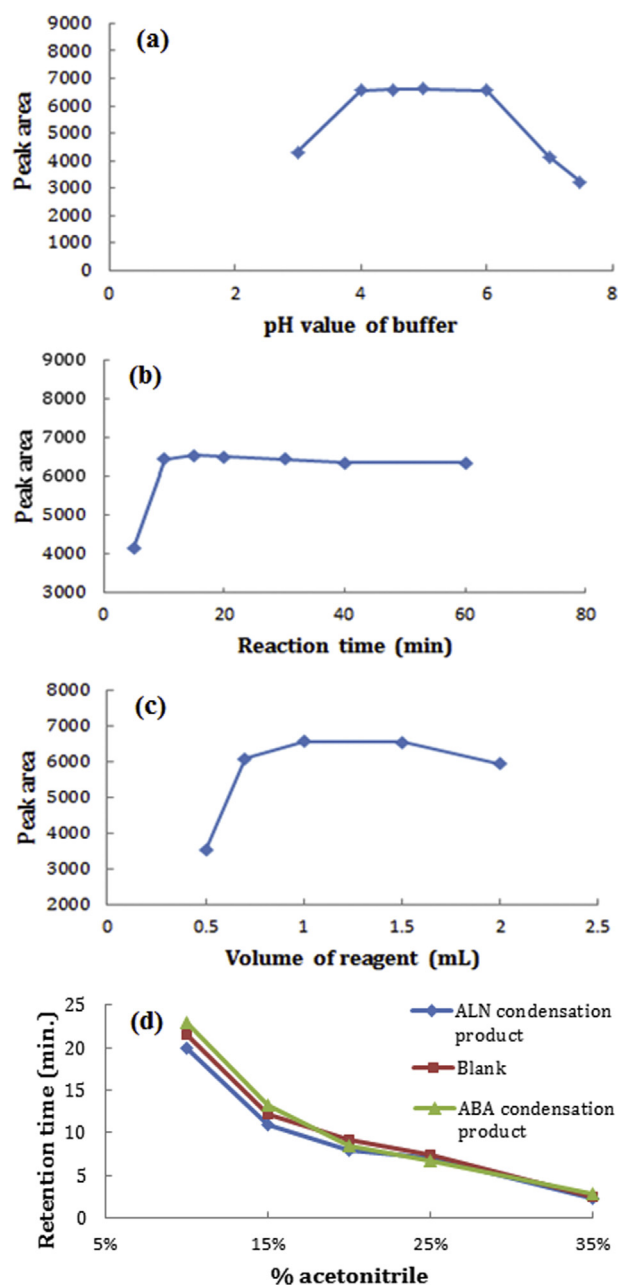 (a)
Peak area
9000
8000
7000
6000
5000
4000
3000
2000
1000
0
0 2 4 6 8
pH value of buffer
(b)
Peak area
9000
8000
7000
6000
5000
4000
3000
0 20 40 60 80
Reaction time (min)
(c)
Peak area
8000
7000
6000
5000
4000
3000
2000
0 0.5 1 1.5 2 2.5
Volume of reagent (mL)
(d)
Retention time (min.)
25
20
15
10
5
0
5% 15% 25% 35%
% acetonitrile
ALN condensation
product
Blank
ABA condensation
product